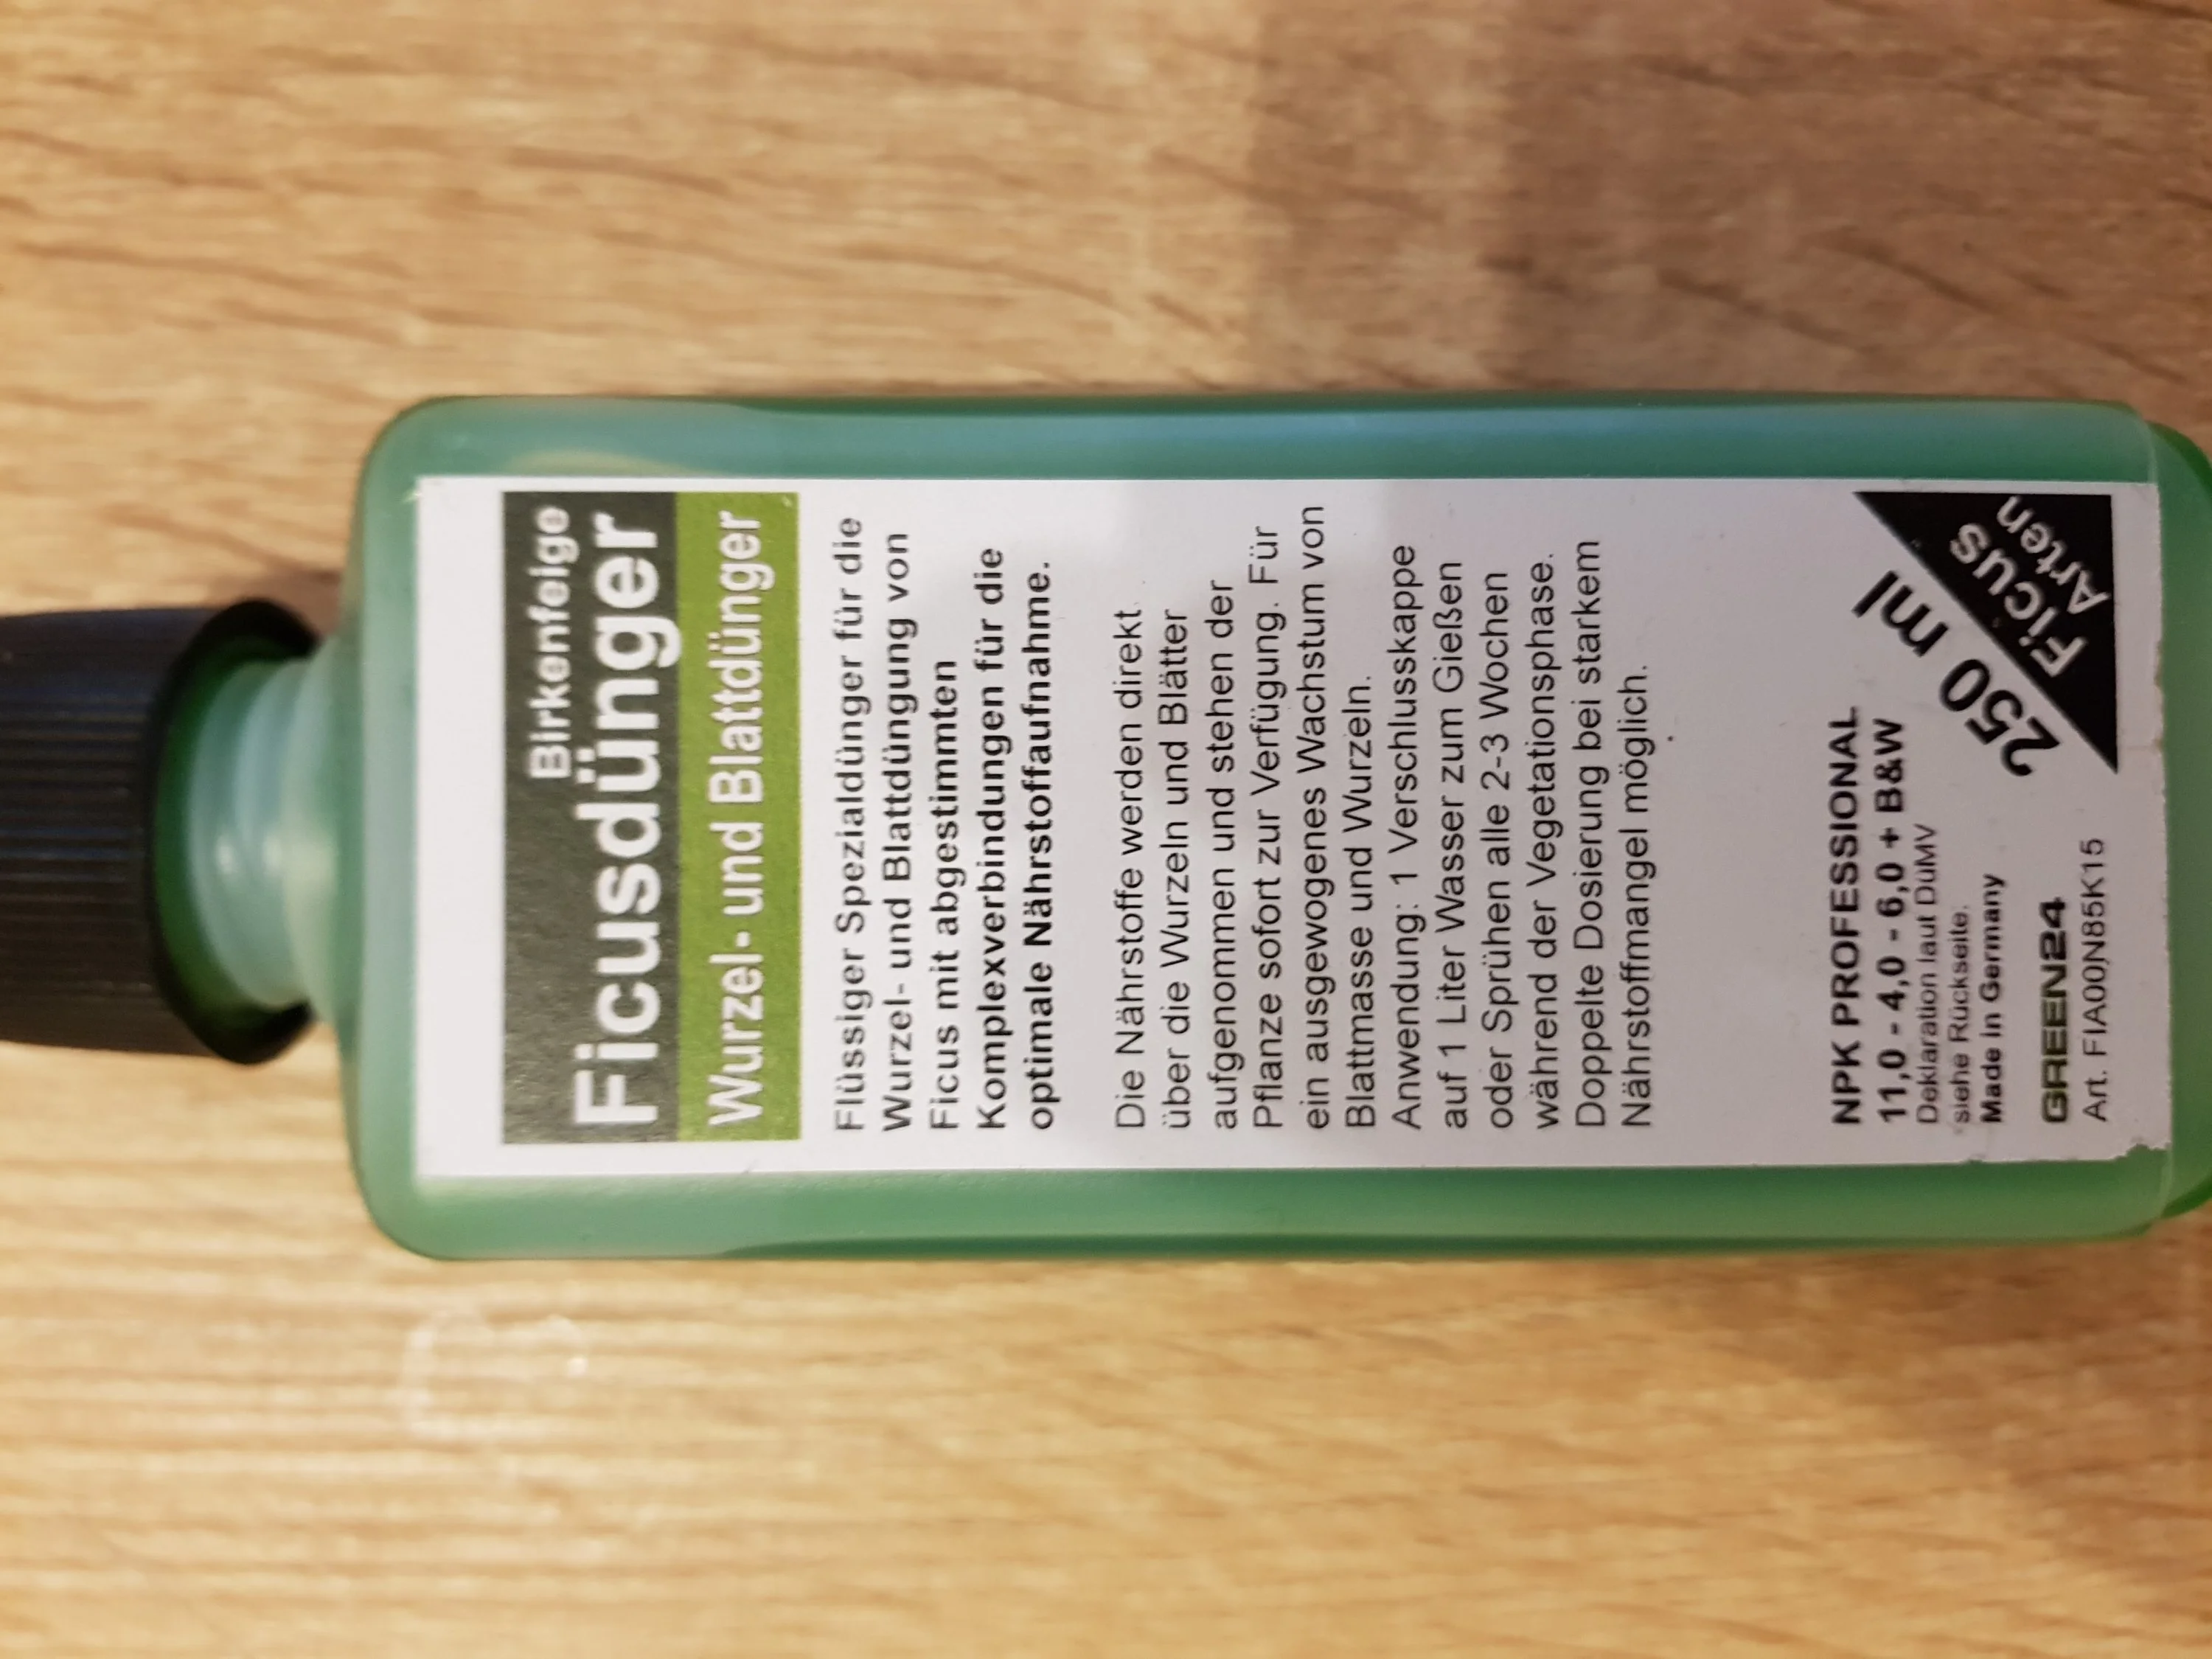 Birkenfeige
Ficusdünger
Wurzel- und Blattdünger
Flüssiger Spezialdünger für die
Wurzel- und Blattdüngung von
Ficus mit abgestimmten
Komplexverbindungen für die
optimale Nährstoffaufnahme.
Die Nährstoffe werden direkt
über die Wurzeln und Blätter
aufgenommen und stehen der
Pflanze sofort zur Verfügung. Für
ein ausgewogenes Wachstum von
Blattmasse und Wurzeln.
Anwendung: 1 Verschlusskappe
auf 1 Liter Wasser zum Gießen
oder Sprühen alle 2-3 Wochen
während der Vegetationsphase.
Doppelte Dosierung bei starkem
Nährstoffmangel möglich.
NPK PROFESSIONAL
11,0 - 4,0 - 6,0 + B&W
Deklaration laut DüMV
siehe Rückseite.
Made in Germany
GREEN24
Art. FIA00N85K15
250 ml
Ficus
Arten